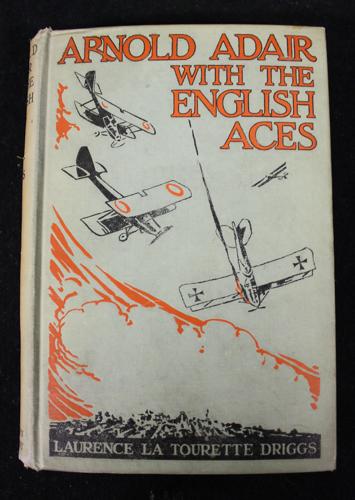 ARNOLD ADAIR
WITH THE
ENGLISH
ACES
LAURENCE LA TOURETTE DRIGGS